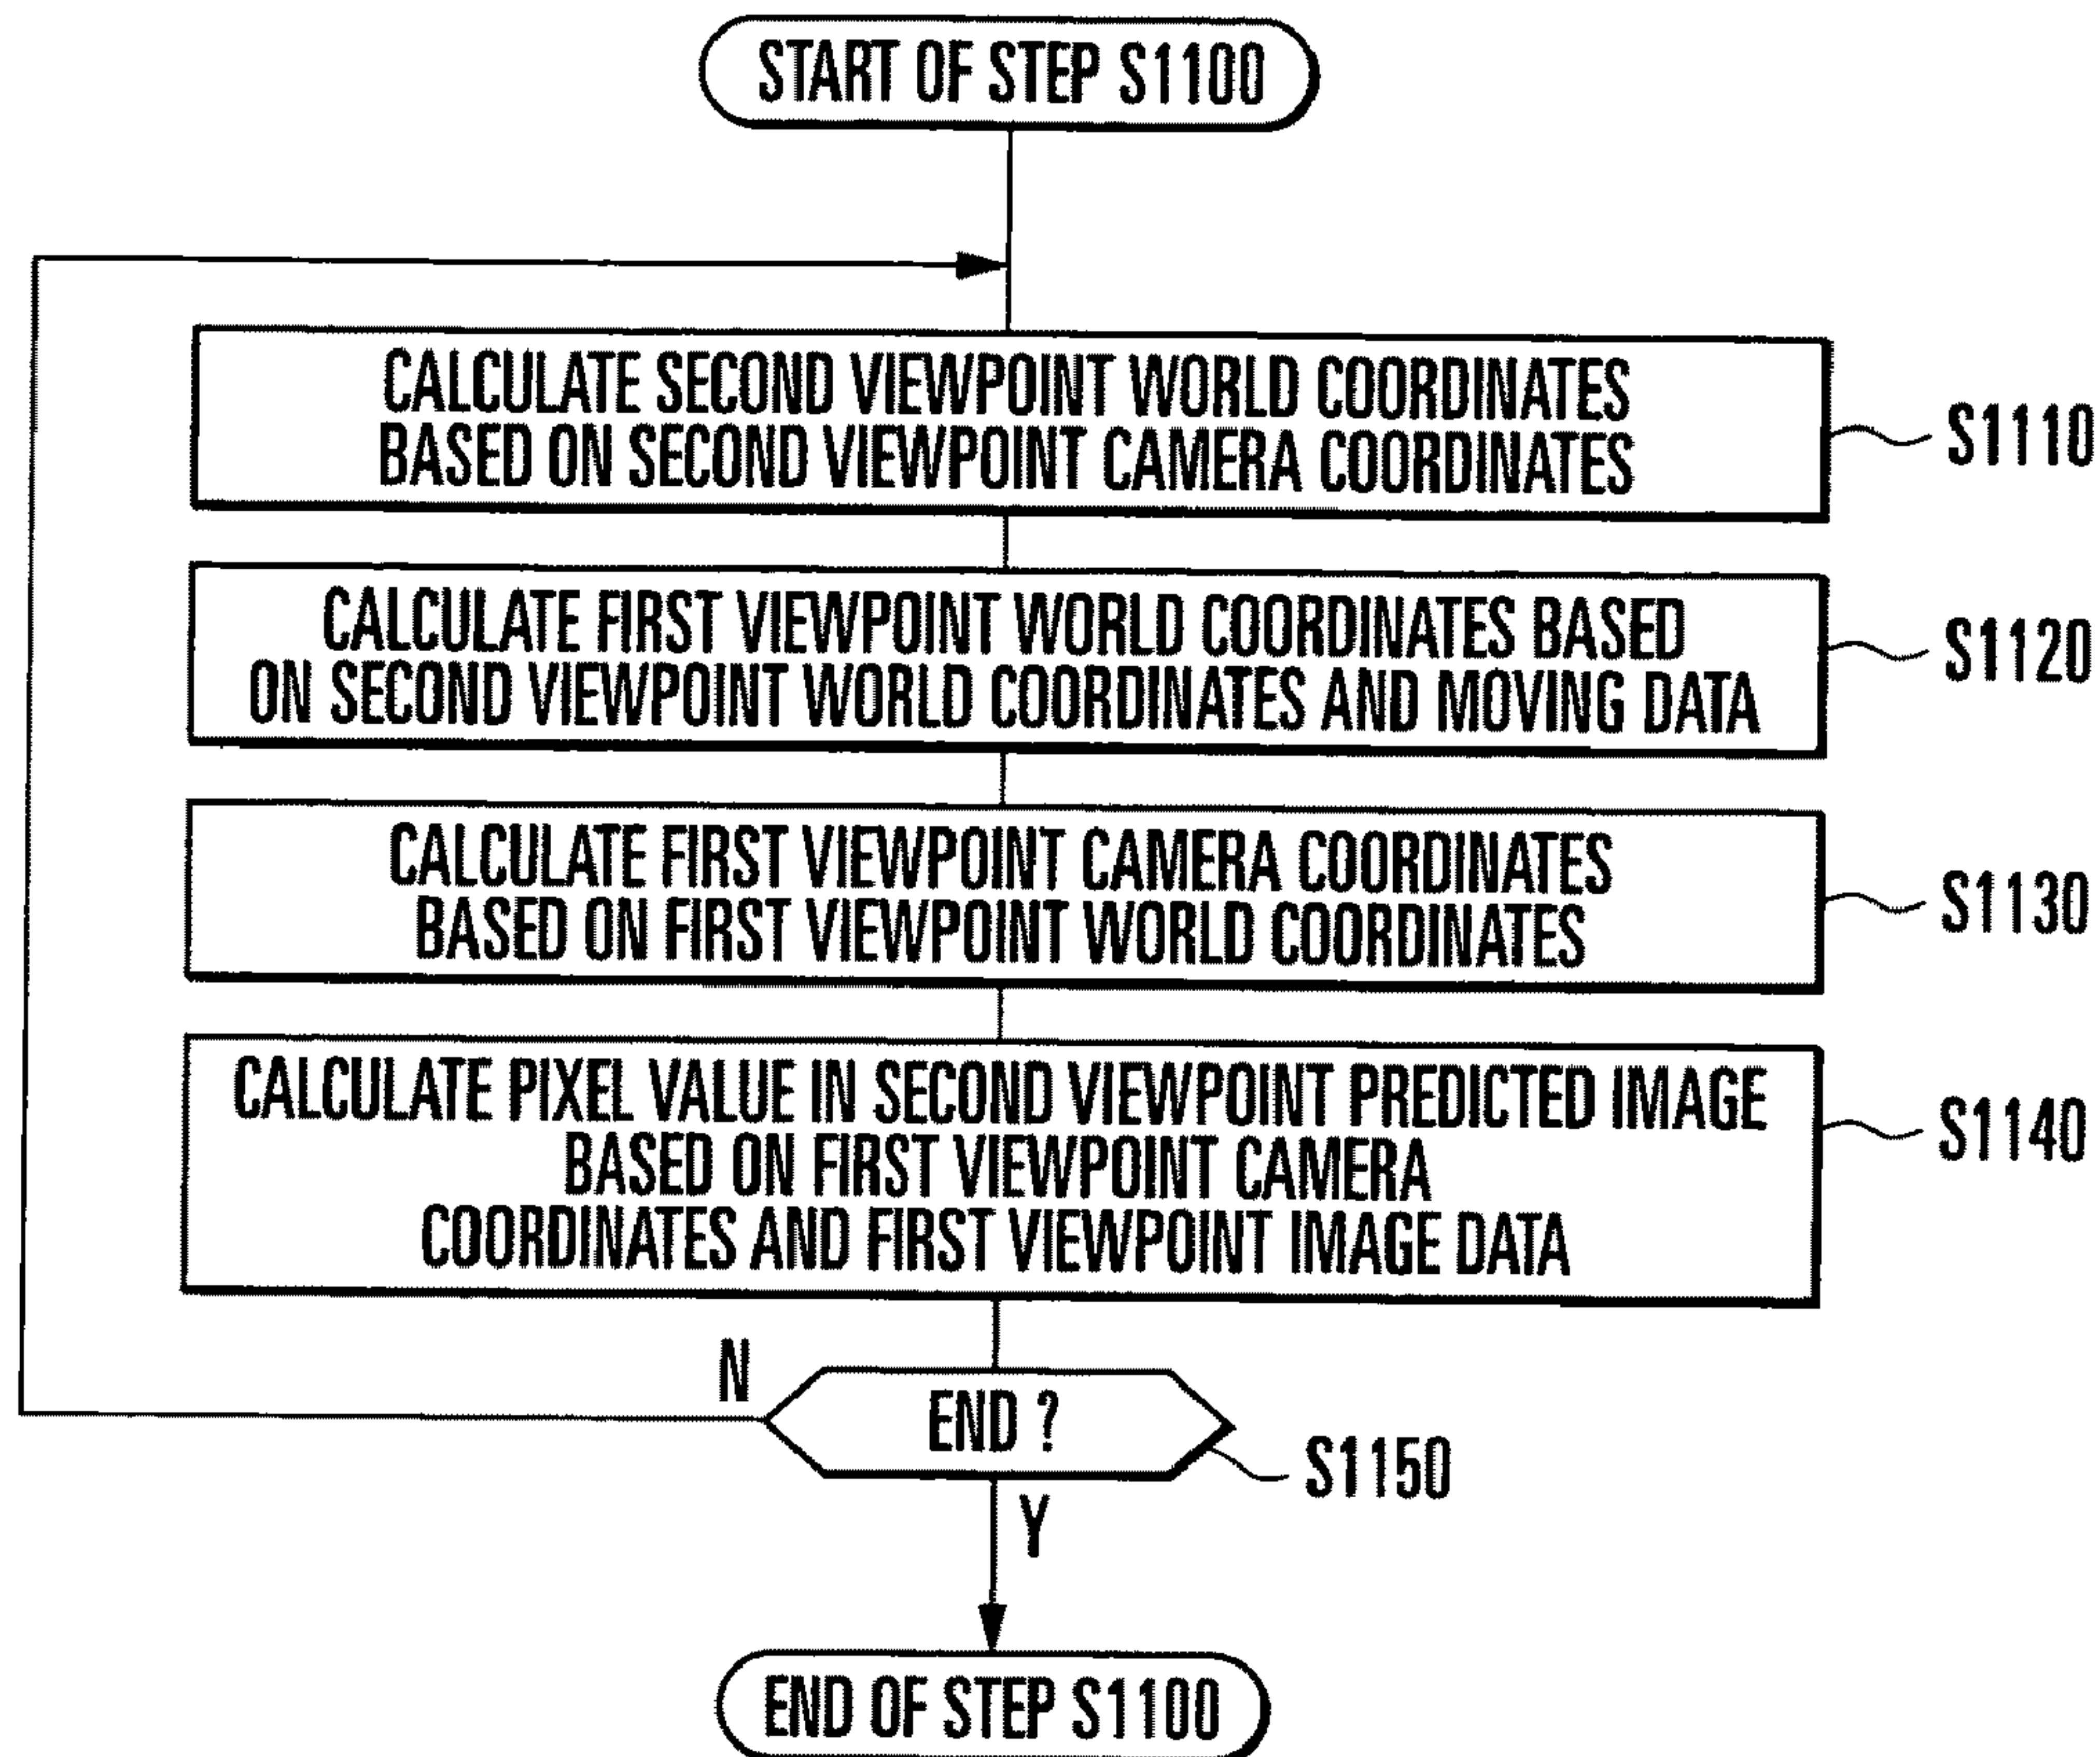 START OF STEP S1100
CALCULATE SECOND VIEWPOINT WORLD COORDINATES
BASED ON SECOND VIEWPOINT CAMERA COORDINATES
S1110
CALCULATE FIRST VIEWPOINT WORLD COORDINATES BASED
ON SECOND VIEWPOINT WORLD COORDINATES AND MOVING DATA
S1120
CALCULATE FIRST VIEWPOINT CAMERA COORDINATES
BASED ON FIRST VIEWPOINT WORLD COORDINATES
S1130
CALCULATE PIXEL VALUE IN SECOND VIEWPOINT PREDICTED IMAGE
BASED ON FIRST VIEWPOINT CAMERA
COORDINATES AND FIRST VIEWPOINT IMAGE DATA
S1140
N
END ?
S1150
Y
END OF STEP S1100